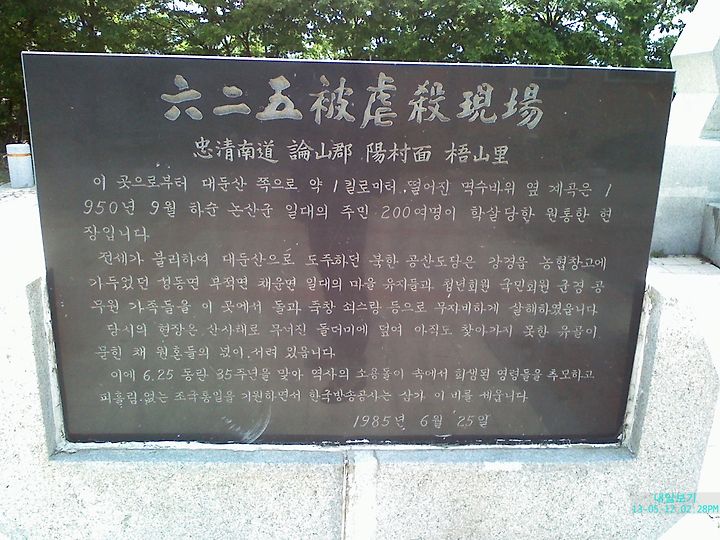 六二五被虐殺現場
忠清南道 論山郡 陽村面 梧山里
이 곳으로부터 대둔산 쪽으로 약 1킬로미터 떨어진 멱수바위 옆 계곡은 1
950년 9월 하순 논산군 일대의 주민 200여명이 학살당한 원통한 현
장입니다.
전세가 불리하여 대둔산으로 도주하던 북한 공산도당은 강경읍 농협창고에
가두었던 성동면 부적면 채운면 일대의 마을 유지들과 청년회원 국민회원 군경 공
무원 가족들을 이 곳에서 돌과 죽창 쇠스랑 등으로 무자비하게 살해하였읍니다
당시의 현장은 산사태로 무너진 돌더미에 덮여 아직도 찾아가지 못한 유골이
묻힌 채 원혼들의 넋이 서려 있읍니다.
이에 6.25 동란 35주년을 맞아 역사의 소용돌이 속에서 희생된 영령들을 추모하고
피흘림 없는 조국통일을 기원하면서 한국방송공사는 삼가 이 비를 세웁니다
1985년 6월 25일
내일보기
13-05-12 02:28PM